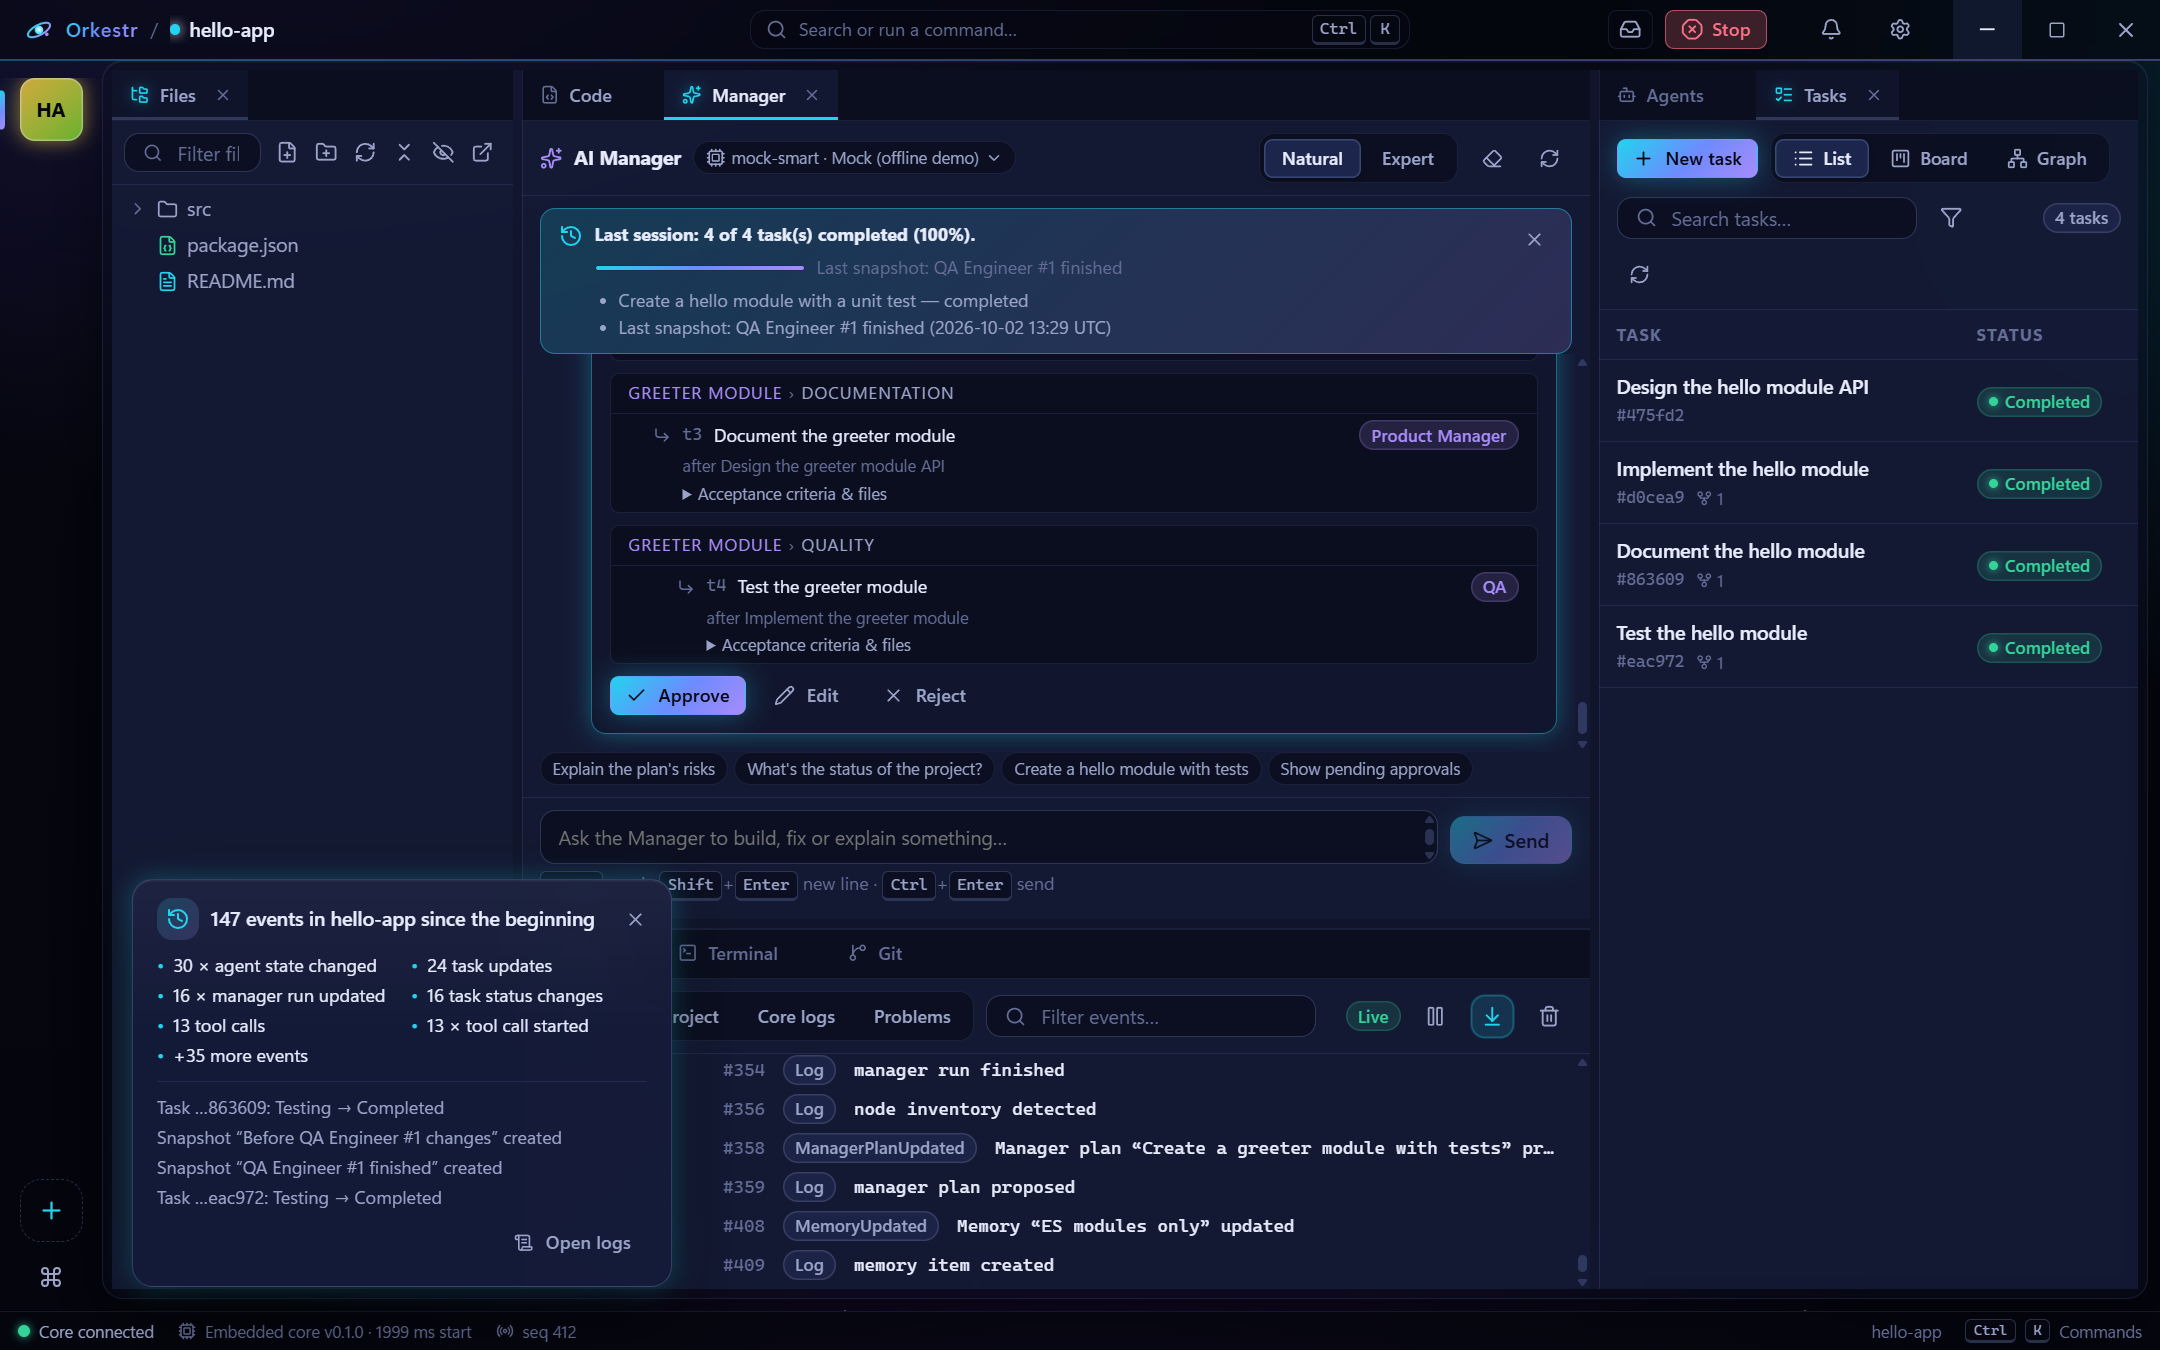 Orkestr / hello-app
Search or run a command... Ctrl K
Stop
HA
Files
Filter fil
src
package.json
README.md
Code
Manager
AI Manager
mock-smart · Mock (offline demo)
Natural
Expert
Last session: 4 of 4 task(s) completed (100%).
Last snapshot: QA Engineer #1 finished
• Create a hello module with a unit test — completed
• Last snapshot: QA Engineer #1 finished (2026-10-02 13:29 UTC)
GREETER MODULE › DOCUMENTATION
t3 Document the greeter module
Product Manager
after Design the greeter module API
Acceptance criteria & files
GREETER MODULE › QUALITY
t4 Test the greeter module
QA
after Implement the greeter module
Acceptance criteria & files
Approve
Edit
Reject
Explain the plan's risks
What's the status of the project?
Create a hello module with tests
Show pending approvals
Ask the Manager to build, fix or explain something...
Send
Shift + Enter new line · Ctrl + Enter send
Terminal
Git
roject
Core logs
Problems
Filter events...
Live
#354 Log manager run finished
#356 Log node inventory detected
#358 ManagerPlanUpdated Manager plan “Create a greeter module with tests” pr…
#359 Log manager plan proposed
#408 MemoryUpdated Memory “ES modules only” updated
#409 Log memory item created
147 events in hello-app since the beginning
• 30 × agent state changed
• 24 task updates
• 16 × manager run updated
• 16 task status changes
• 13 tool calls
• 13 × tool call started
• +35 more events
Task …863609: Testing → Completed
Snapshot “Before QA Engineer #1 changes” created
Snapshot “QA Engineer #1 finished” created
Task …eac972: Testing → Completed
Open logs
Agents
Tasks
New task
List
Board
Graph
Search tasks...
4 tasks
TASK STATUS
Design the hello module API
#475fd2
Completed
Implement the hello module
#d0cea9 1
Completed
Document the hello module
#863609 1
Completed
Test the hello module
#eac972 1
Completed
Core connected
Embedded core v0.1.0 · 1999 ms start
seq 412
hello-app
Ctrl K Commands